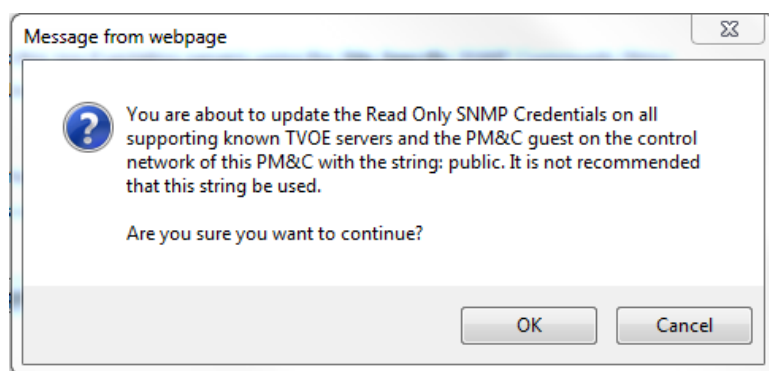 Message from webpage
You are about to update the Read Only SNMP Credentials on all
supporting known TVOE servers and the PM&C guest on the control
network of this PM&C with the string: public. It is not recommended
that this string be used.
Are you sure you want to continue?
OK
Cancel